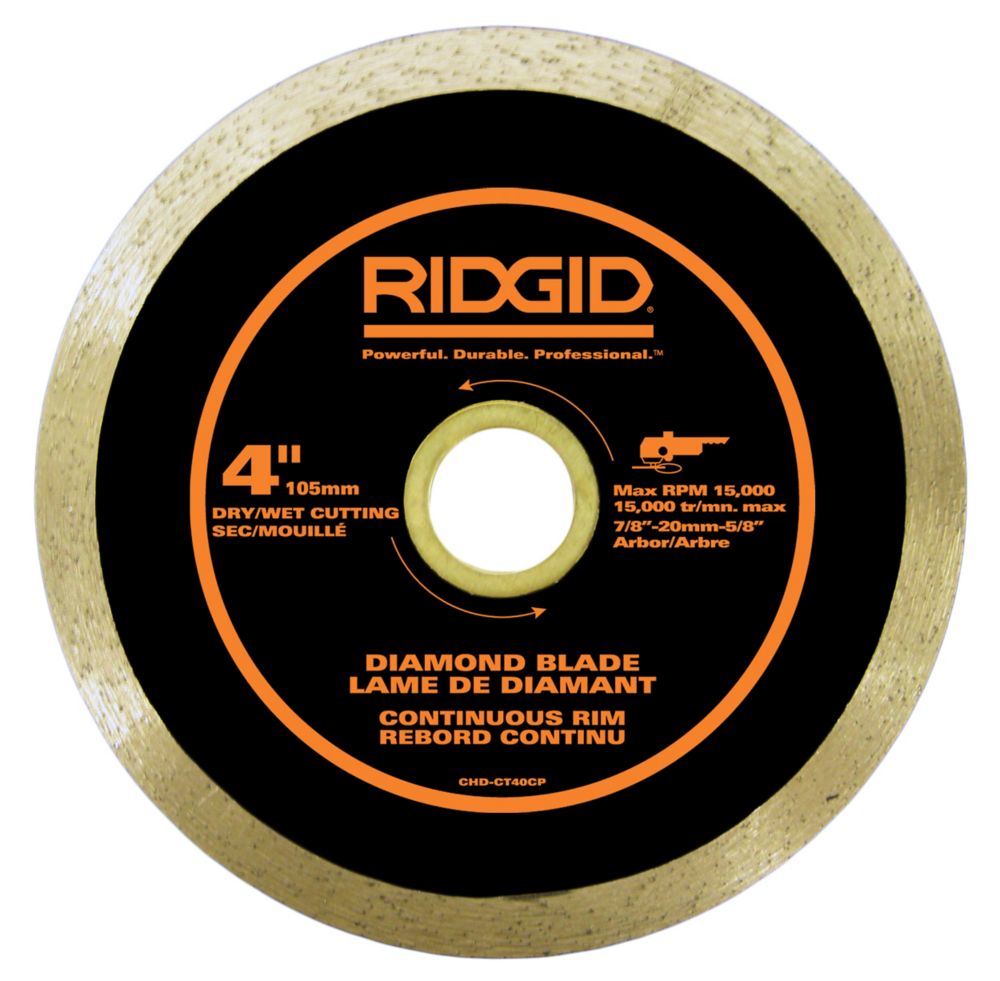 RIDGID®
Powerful. Durable. Professional.™
4"
105mm
DRY/WET CUTTING
SEC/MOUILLÉ
Max RPM 15,000
15,000 tr/mn. max
7/8"-20mm-5/8"
Arbor/Arbre
DIAMOND BLADE
LAME DE DIAMANT
CONTINUOUS RIM
REBORD CONTINU
CHD-CT40CP